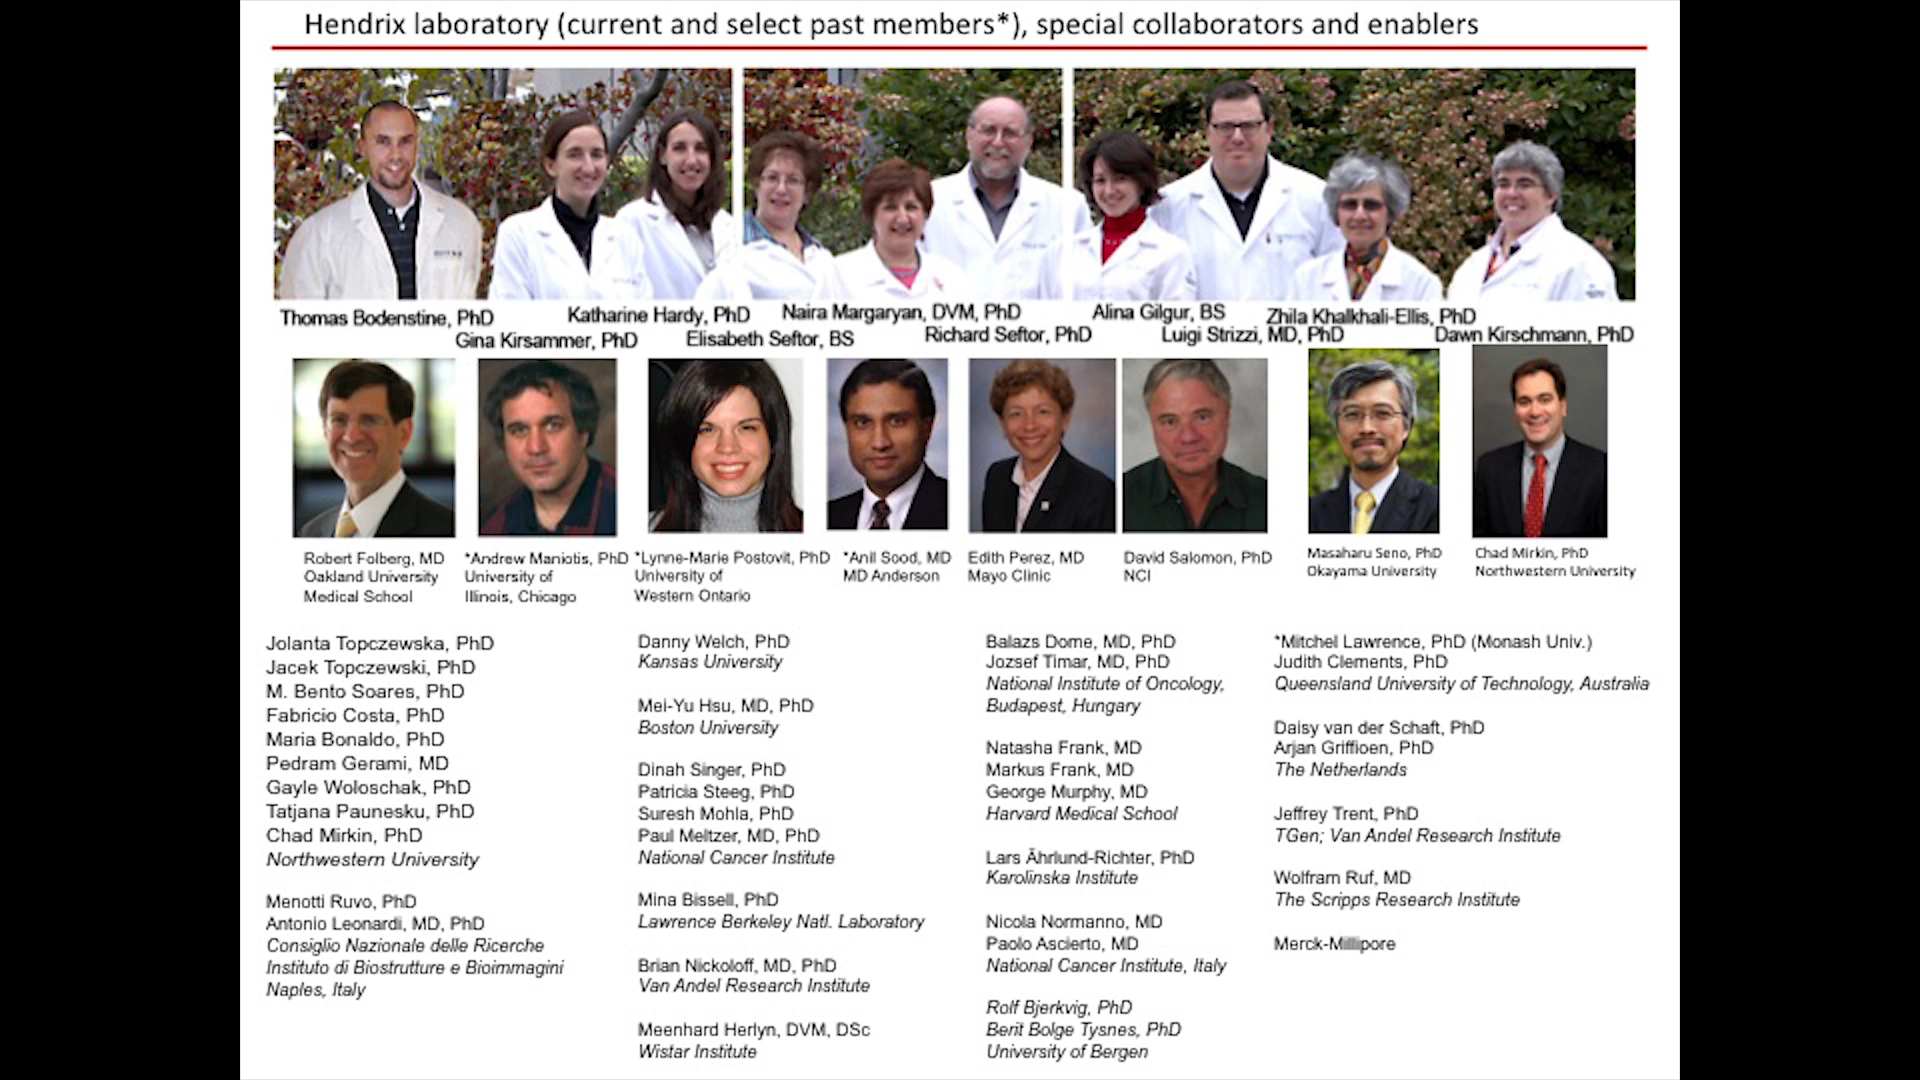 Hendrix laboratory (current and select past members*), special collaborators and enablers
Thomas Bodenstine, PhD
Gina Kirsammer, PhD
Katharine Hardy, PhD
Elisabeth Seftor, BS
Naira Margaryan, DVM, PhD
Richard Seftor, PhD
Alina Gilgur, BS
Luigi Strizzi, MD, PhD
Zhila Khalkhali-Ellis, PhD
Dawn Kirschmann, PhD
Robert Folberg, MD
Oakland University
Medical School
*Andrew Maniotis, PhD
University of
Illinois, Chicago
*Lynne-Marie Postovit, PhD
University of
Western Ontario
*Anil Sood, MD
MD Anderson
Edith Perez, MD
Mayo Clinic
David Salomon, PhD
NCI
Masaharu Seno, PhD
Okayama University
Chad Mirkin, PhD
Northwestern University
Jolanta Topczewska, PhD
Jacek Topczewski, PhD
M. Bento Soares, PhD
Fabricio Costa, PhD
Maria Bonaldo, PhD
Pedram Gerami, MD
Gayle Woloschak, PhD
Tatjana Paunesku, PhD
Chad Mirkin, PhD
Northwestern University
Menotti Ruvo, PhD
Antonio Leonardi, MD, PhD
Consiglio Nazionale delle Ricerche
Instituto di Biostrutture e Bioimmagini
Naples, Italy
Danny Welch, PhD
Kansas University
Mei-Yu Hsu, MD, PhD
Boston University
Dinah Singer, PhD
Patricia Steeg, PhD
Suresh Mohla, PhD
Paul Meltzer, MD, PhD
National Cancer Institute
Mina Bissell, PhD
Lawrence Berkeley Natl. Laboratory
Brian Nickoloff, MD, PhD
Van Andel Research Institute
Meenhard Herlyn, DVM, DSc
Wistar Institute
Balazs Dome, MD, PhD
Jozsef Timar, MD, PhD
National Institute of Oncology,
Budapest, Hungary
Natasha Frank, MD
Markus Frank, MD
George Murphy, MD
Harvard Medical School
Lars Ährlund-Richter, PhD
Karolinska Institute
Nicola Normanno, MD
Paolo Ascierto, MD
National Cancer Institute, Italy
Rolf Bjerkvig, PhD
Berit Bolge Tysnes, PhD
University of Bergen
*Mitchel Lawrence, PhD (Monash Univ.)
Judith Clements, PhD
Queensland University of Technology, Australia
Daisy van der Schaft, PhD
Arjan Griffioen, PhD
The Netherlands
Jeffrey Trent, PhD
TGen; Van Andel Research Institute
Wolfram Ruf, MD
The Scripps Research Institute
Merck-Millipore